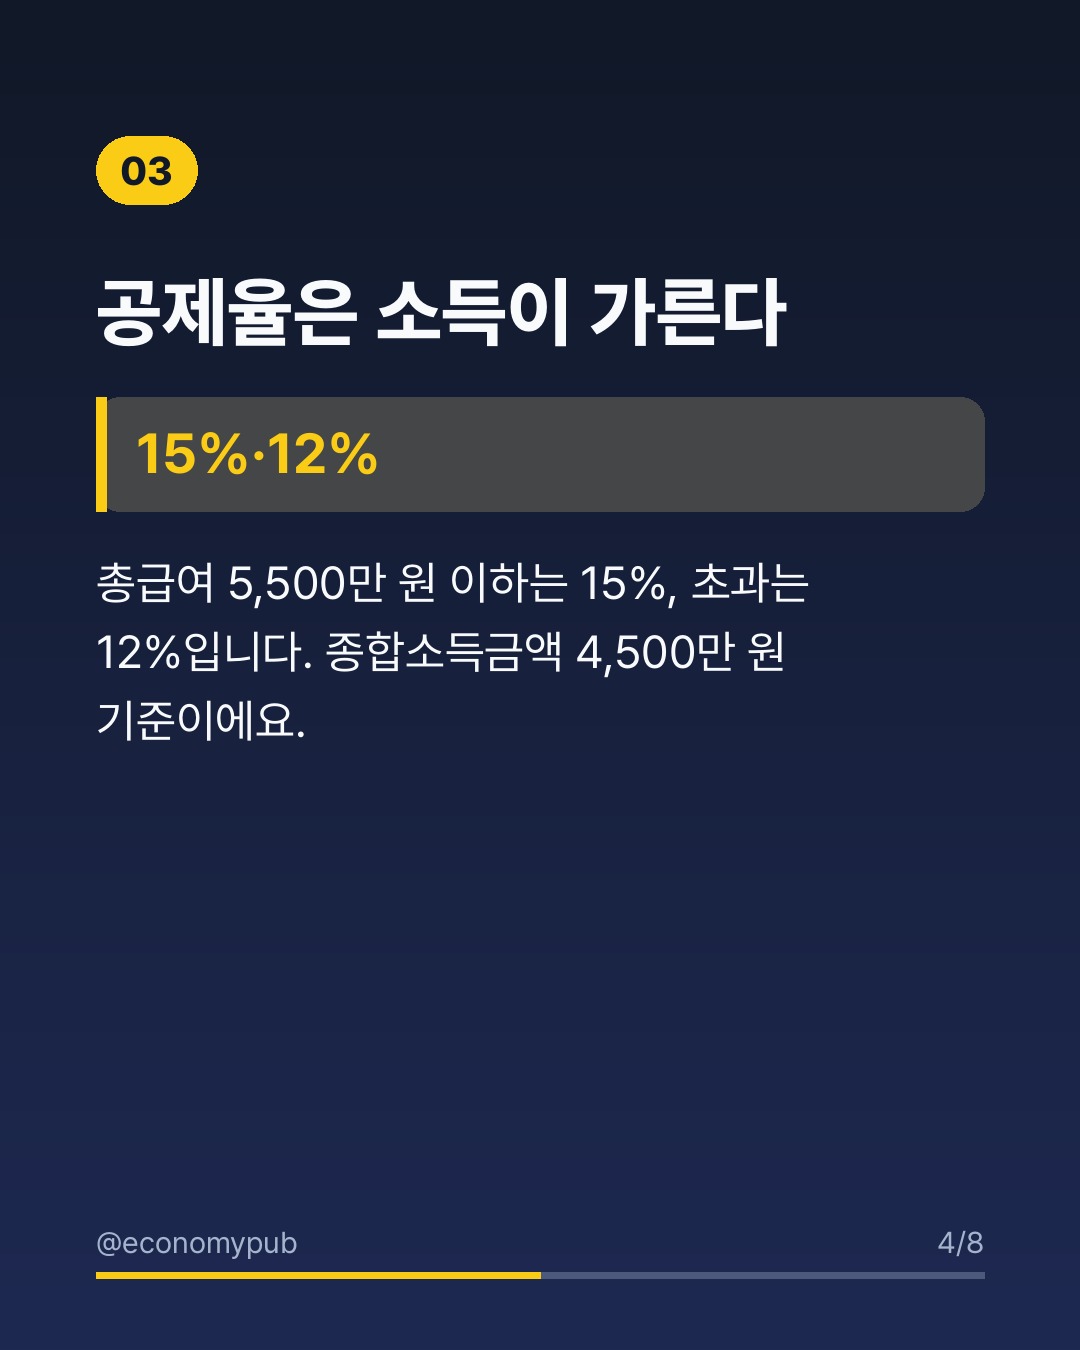 03
공제율은 소득이 가른다
15%·12%
총급여 5,500만 원 이하는 15%, 초과는
12%입니다. 종합소득금액 4,500만 원
기준이에요.
@economypub
4/8